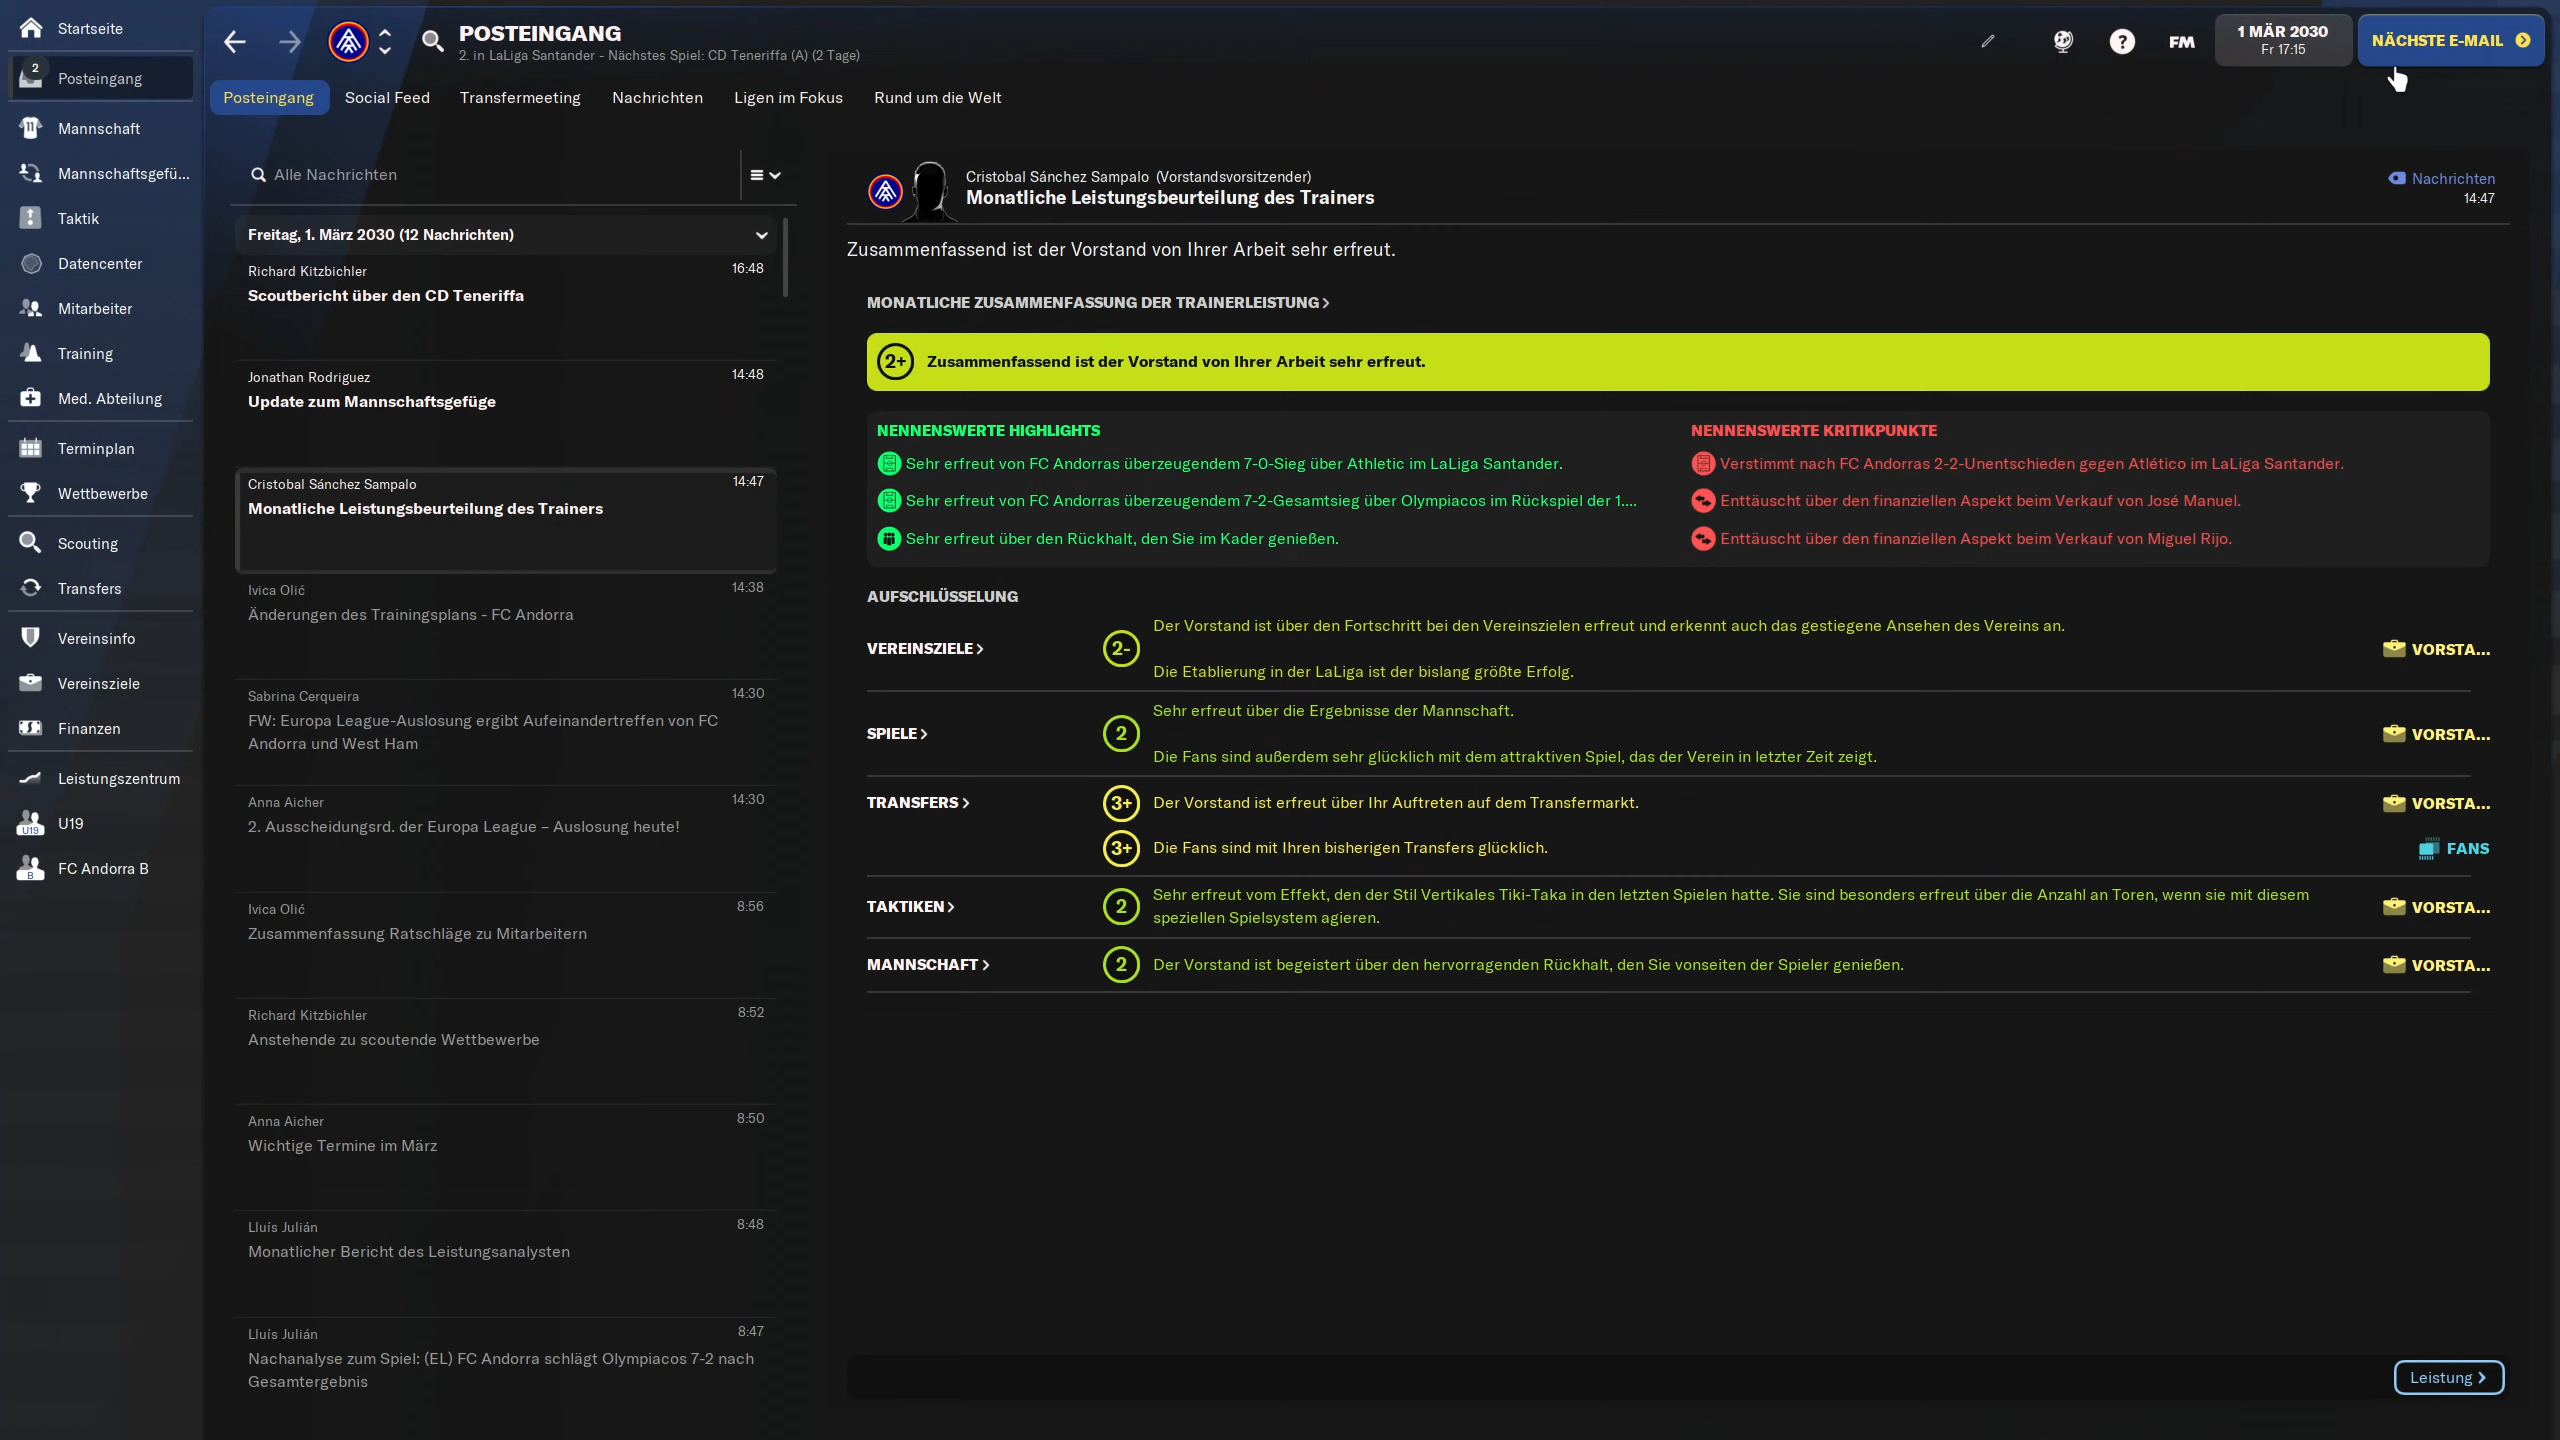 Startseite
2
Posteingang
Mannschaft
Mannschaftsgefü...
Taktik
Datencenter
Mitarbeiter
Training
Med. Abteilung
Terminplan
Wettbewerbe
Scouting
Transfers
Vereinsinfo
Vereinsziele
Finanzen
Leistungszentrum
U19
U19
B
FC Andorra B
POSTEINGANG
2. in LaLiga Santander - Nächstes Spiel: CD Teneriffa (A) (2 Tage)
?
FM
1 MÄR 2030
Fr 17:15
NÄCHSTE E-MAIL
Posteingang
Social Feed
Transfermeeting
Nachrichten
Ligen im Fokus
Rund um die Welt
Alle Nachrichten
Freitag, 1. März 2030 (12 Nachrichten)
Richard Kitzbichler 16:48
Scoutbericht über den CD Teneriffa
Jonathan Rodriguez 14:48
Update zum Mannschaftsgefüge
Cristobal Sánchez Sampalo 14:47
Monatliche Leistungsbeurteilung des Trainers
Ivica Olić 14:38
Änderungen des Trainingsplans - FC Andorra
Sabrina Cerqueira 14:30
FW: Europa League-Auslosung ergibt Aufeinandertreffen von FC
Andorra und West Ham
Anna Aicher 14:30
2. Ausscheidungsrd. der Europa League – Auslosung heute!
Ivica Olić 8:56
Zusammenfassung Ratschläge zu Mitarbeitern
Richard Kitzbichler 8:52
Anstehende zu scoutende Wettbewerbe
Anna Aicher 8:50
Wichtige Termine im März
Lluís Julián 8:48
Monatlicher Bericht des Leistungsanalysten
Lluís Julián 8:47
Nachanalyse zum Spiel: (EL) FC Andorra schlägt Olympiacos 7-2 nach
Gesamtergebnis
Cristobal Sánchez Sampalo (Vorstandsvorsitzender)
Monatliche Leistungsbeurteilung des Trainers
Nachrichten
14:47
Zusammenfassend ist der Vorstand von Ihrer Arbeit sehr erfreut.
MONATLICHE ZUSAMMENFASSUNG DER TRAINERLEISTUNG >
2+ Zusammenfassend ist der Vorstand von Ihrer Arbeit sehr erfreut.
NENNENSWERTE HIGHLIGHTS
Sehr erfreut von FC Andorras überzeugendem 7-0-Sieg über Athletic im LaLiga Santander.
Sehr erfreut von FC Andorras überzeugendem 7-2-Gesamtsieg über Olympiacos im Rückspiel der 1....
Sehr erfreut über den Rückhalt, den Sie im Kader genießen.
NENNENSWERTE KRITIKPUNKTE
Verstimmt nach FC Andorras 2-2-Unentschieden gegen Atlético im LaLiga Santander.
Enttäuscht über den finanziellen Aspekt beim Verkauf von José Manuel.
Enttäuscht über den finanziellen Aspekt beim Verkauf von Miguel Rijo.
AUFSCHLÜSSELUNG
VEREINSZIELE >
2-
Der Vorstand ist über den Fortschritt bei den Vereinszielen erfreut und erkennt auch das gestiegene Ansehen des Vereins an.
Die Etablierung in der LaLiga ist der bislang größte Erfolg.
VORSTA...
SPIELE >
2
Sehr erfreut über die Ergebnisse der Mannschaft.
Die Fans sind außerdem sehr glücklich mit dem attraktiven Spiel, das der Verein in letzter Zeit zeigt.
VORSTA...
TRANSFERS >
3+ Der Vorstand ist erfreut über Ihr Auftreten auf dem Transfermarkt.
VORSTA...
3+ Die Fans sind mit Ihren bisherigen Transfers glücklich.
FANS
TAKTIKEN >
2
Sehr erfreut vom Effekt, den der Stil Vertikales Tiki-Taka in den letzten Spielen hatte. Sie sind besonders erfreut über die Anzahl an Toren, wenn sie mit diesem
speziellen Spielsystem agieren.
VORSTA...
MANNSCHAFT >
2 Der Vorstand ist begeistert über den hervorragenden Rückhalt, den Sie vonseiten der Spieler genießen.
VORSTA...
Leistung >